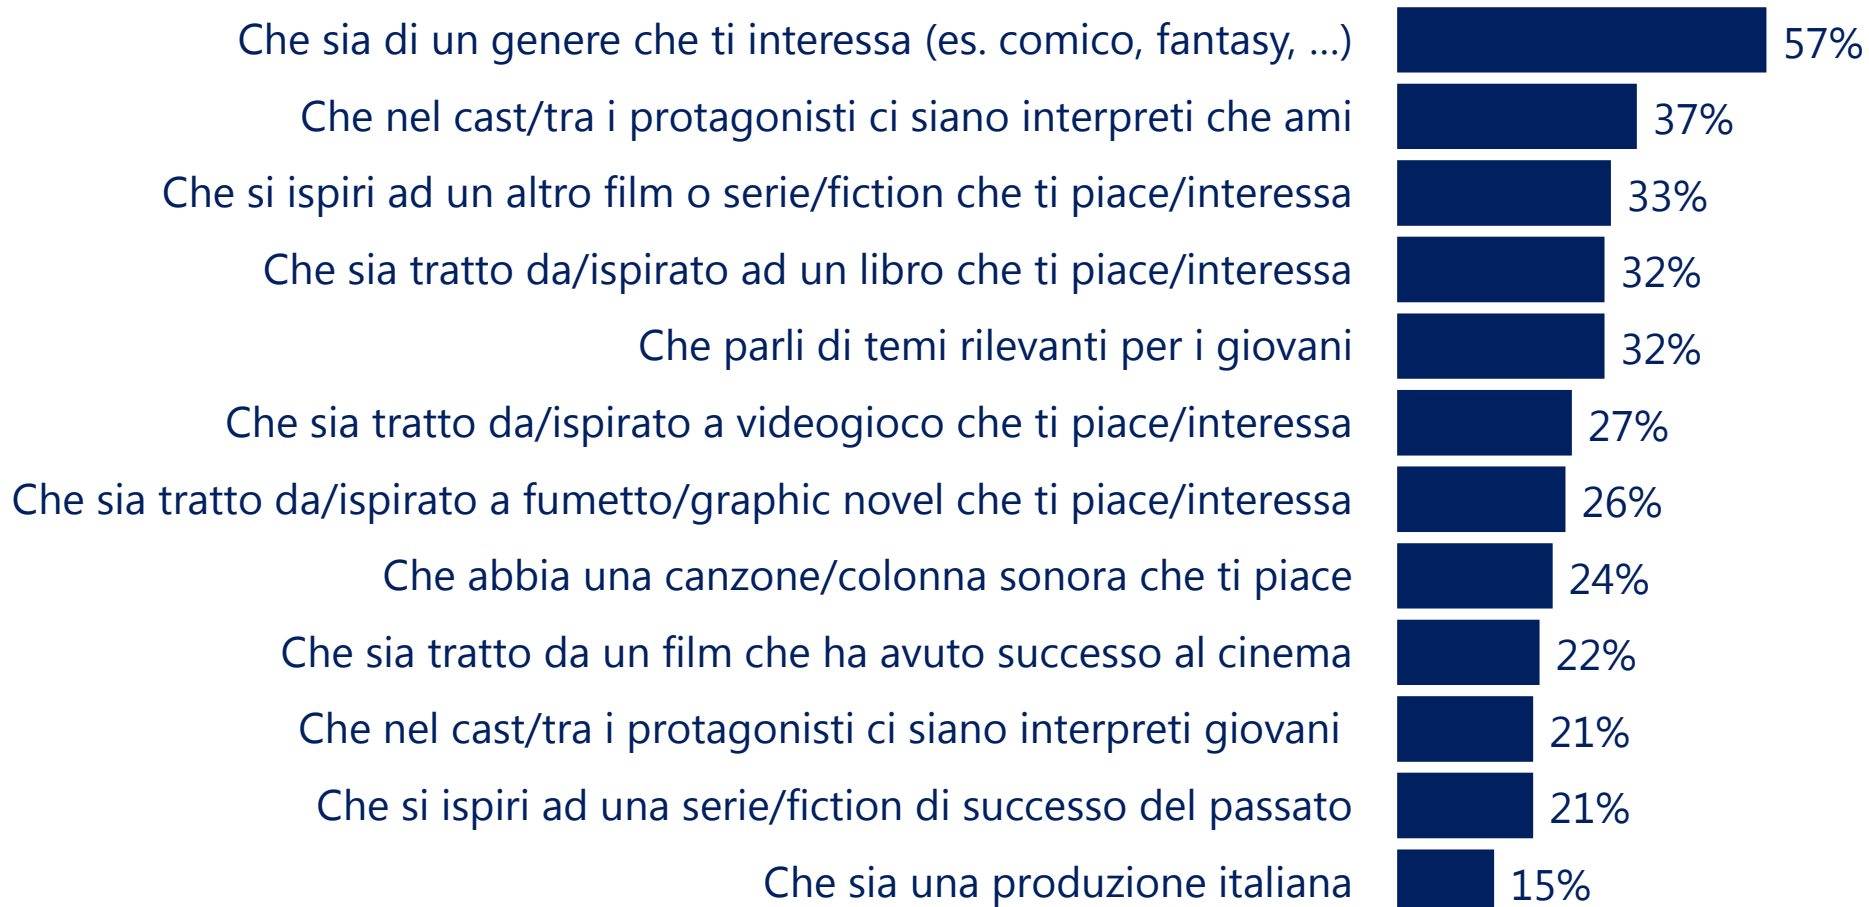 Che sia di un genere che ti interessa (es. comico, fantasy, ...) 57%
Che nel cast/tra i protagonisti ci siano interpreti che ami 37%
Che si ispiri ad un altro film o serie/fiction che ti piace/interessa 33%
Che sia tratto da/ispirato ad un libro che ti piace/interessa 32%
Che parli di temi rilevanti per i giovani 32%
Che sia tratto da/ispirato a videogioco che ti piace/interessa 27%
Che sia tratto da/ispirato a fumetto/graphic novel che ti piace/interessa 26%
Che abbia una canzone/colonna sonora che ti piace 24%
Che sia tratto da un film che ha avuto successo al cinema 22%
Che nel cast/tra i protagonisti ci siano interpreti giovani 21%
Che si ispiri ad una serie/fiction di successo del passato 21%
Che sia una produzione italiana 15%